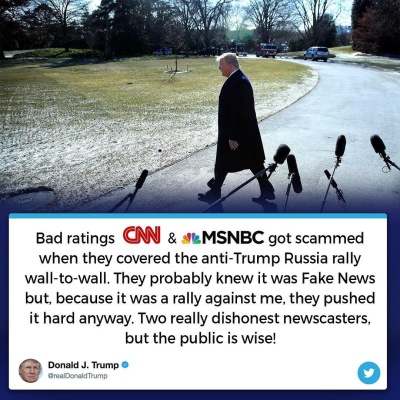 Bad ratings CNN & MSNBC got scammed
when they covered the anti-Trump Russia rally
wall-to-wall. They probably knew it was Fake News
but, because it was a rally against me, they pushed
it hard anyway. Two really dishonest newscasters,
but the public is wise!
Donald J. Trump
@realDonaldTrump